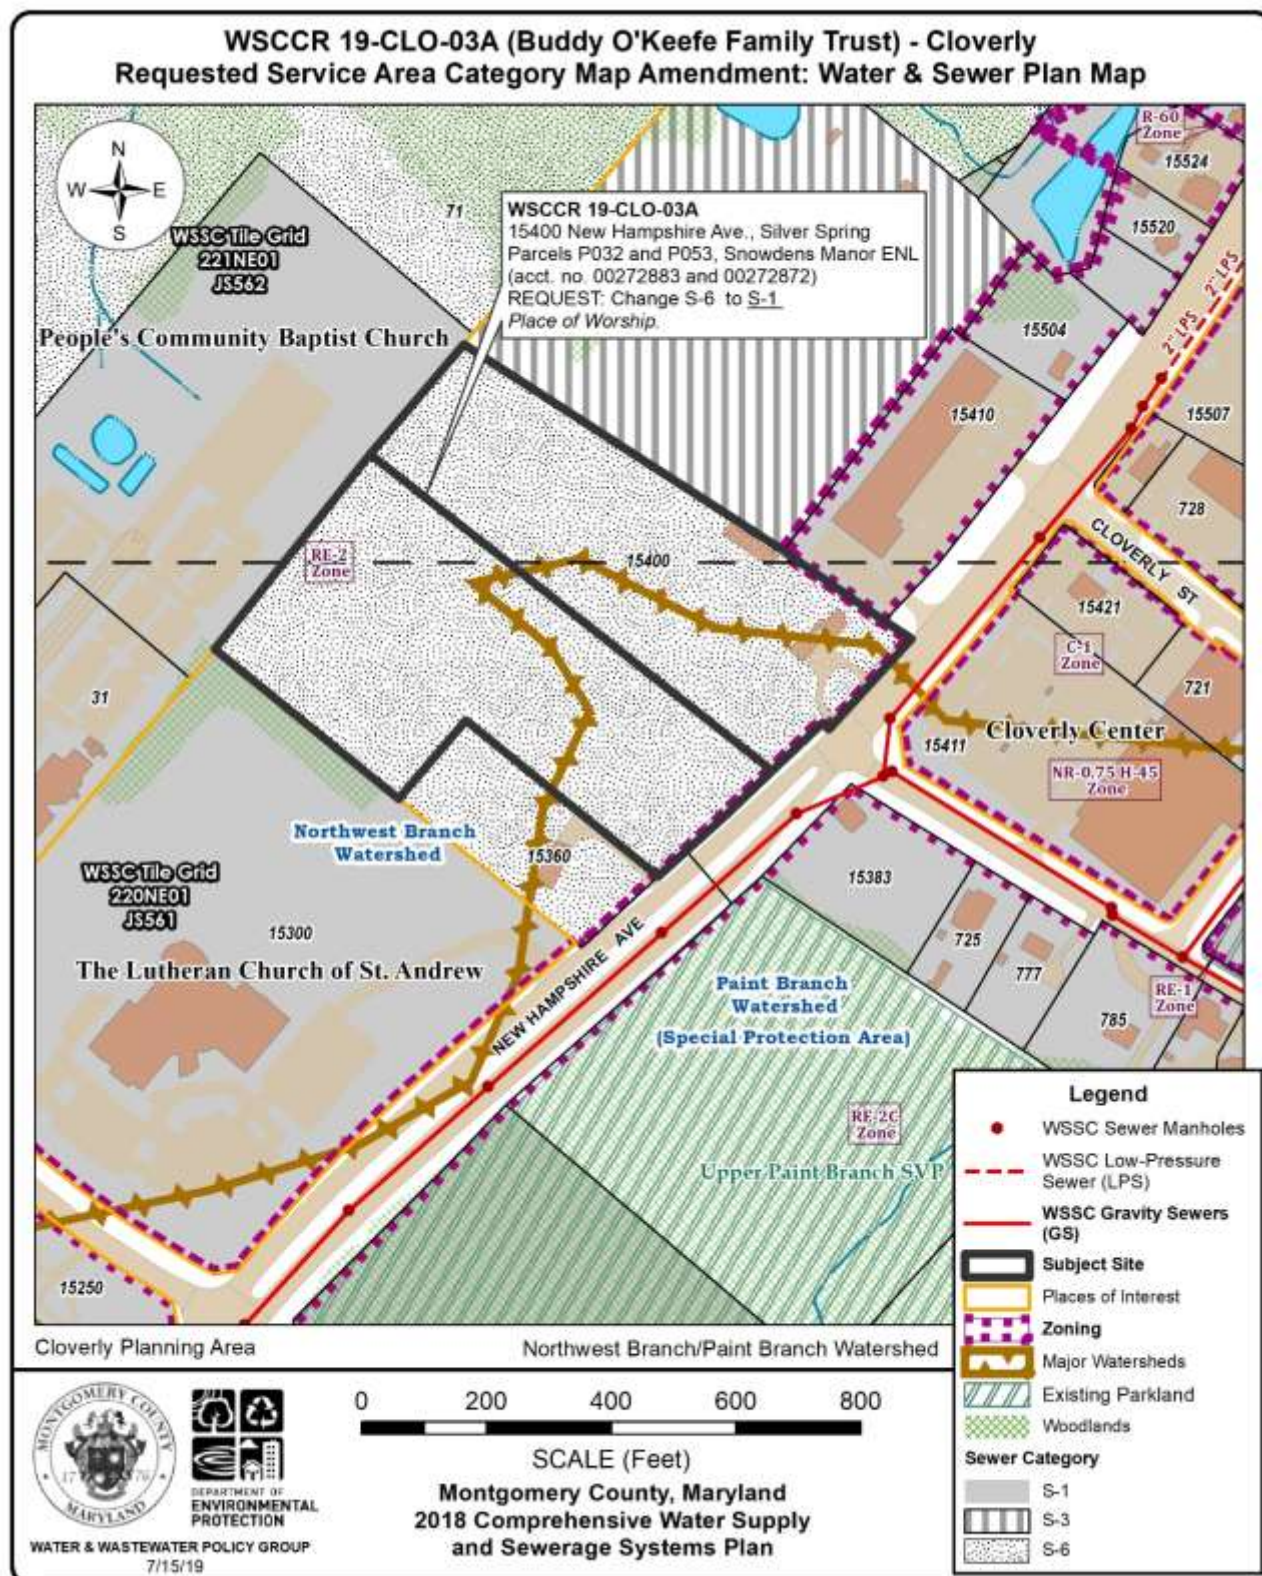 WSCCR 19-CLO-03A (Buddy O'Keefe Family Trust) - Cloverly
Requested Service Area Category Map Amendment: Water & Sewer Plan Map
N
W E
S
WSSC Tile Grid
221NE01
JS562
71
WSCCR 19-CLO-03A
15400 New Hampshire Ave., Silver Spring
Parcels P032 and P053, Snowdens Manor ENL
(acct. no. 00272883 and 00272872)
REQUEST: Change S-6 to S-1
Place of Worship.
R-60
Zone
15524
15520
2" LPS
2" LPS
15504
People's Community Baptist Church
15410
15507
728
CLOVERLY ST
RE-2
Zone
15400
15421
C-1
Zone
721
31
15411
Cloverly Center
NR-0.75 H-45
Zone
Northwest Branch
Watershed
15360
WSSC Tile Grid
220NE01
JS561
15383
15300
725
777
NEW HAMPSHIRE AVE
The Lutheran Church of St. Andrew
Paint Branch
Watershed
(Special Protection Area)
RE-1
Zone
785
RE-2C
Zone
Upper Paint Branch SVP
15250
Legend
WSSC Sewer Manholes
WSSC Low-Pressure
Sewer (LPS)
WSSC Gravity Sewers
(GS)
Subject Site
Places of Interest
Zoning
Major Watersheds
Existing Parkland
Woodlands
Sewer Category
S-1
S-3
S-6
Cloverly Planning Area
Northwest Branch/Paint Branch Watershed
MONTGOMERY COUNTY
17 76
MARYLAND
DEPARTMENT OF
ENVIRONMENTAL
PROTECTION
WATER & WASTEWATER POLICY GROUP
7/15/19
0 200 400 600 800
SCALE (Feet)
Montgomery County, Maryland
2018 Comprehensive Water Supply
and Sewerage Systems Plan